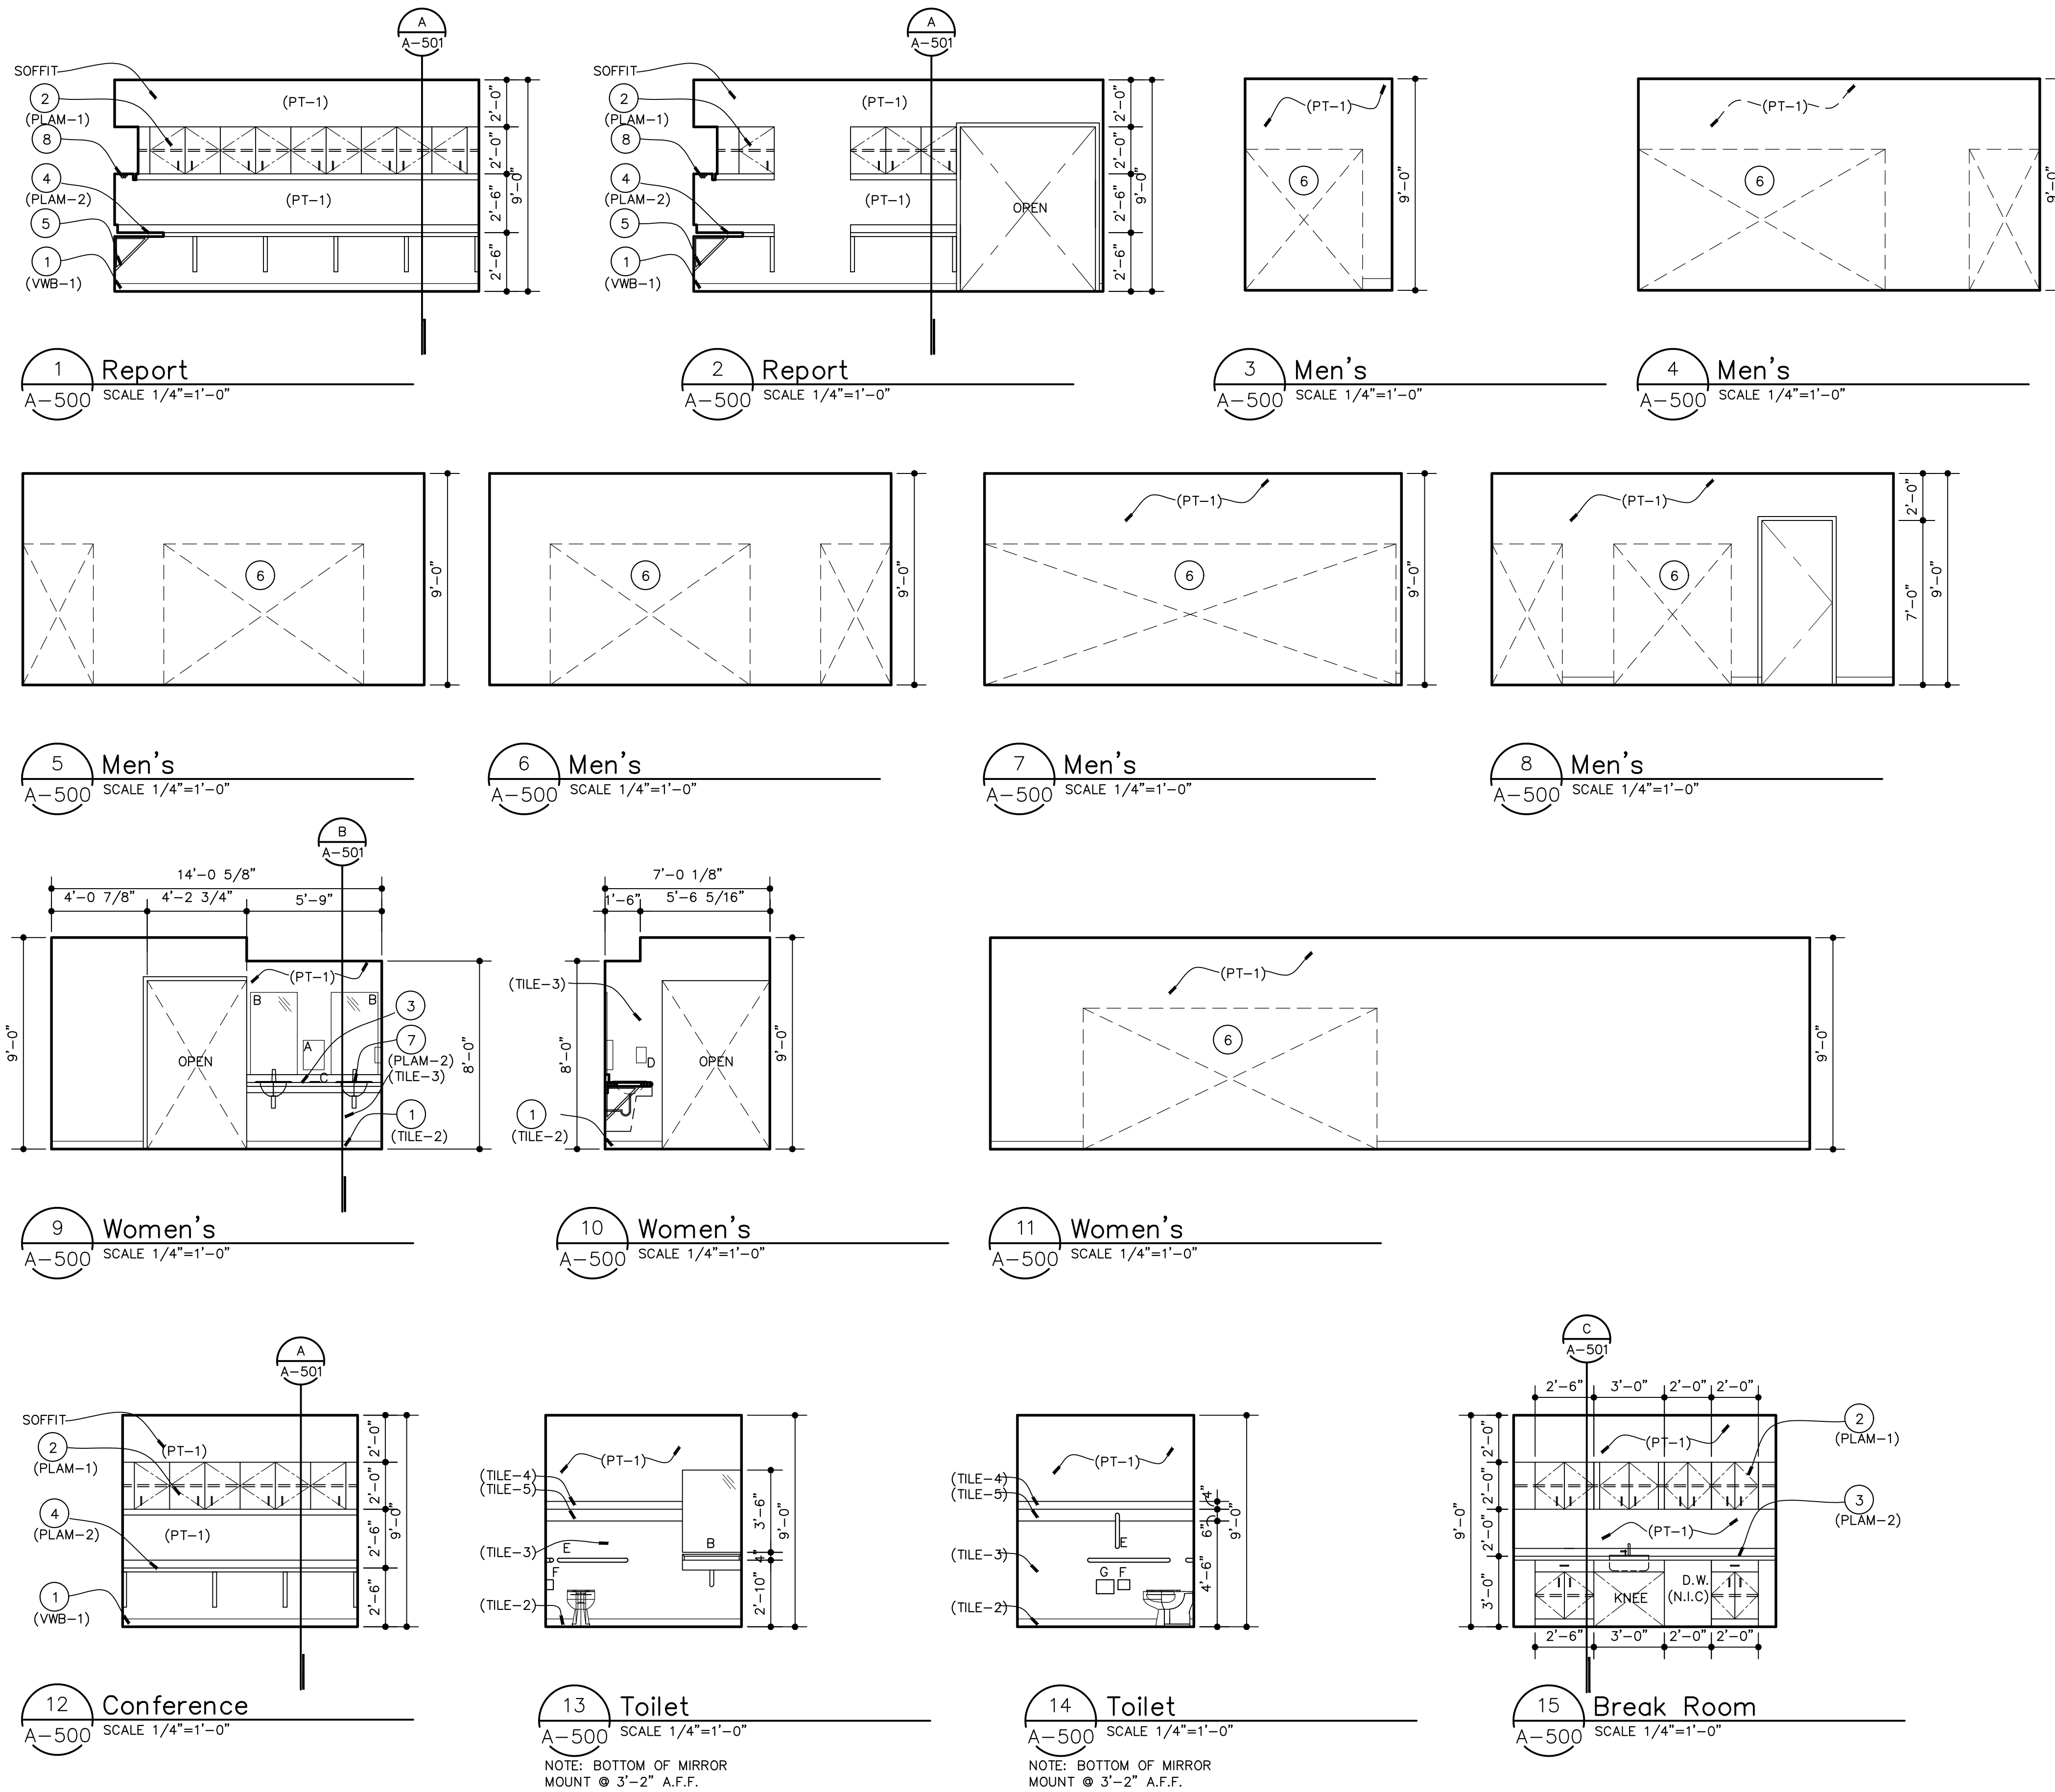 A
A-501
SOFFIT
2
(PLAM-1)
8
4
(PLAM-2)
5
1
(VWB-1)
(PT-1)
(PT-1)
2'-0"
2'-0"
2'-6"
2'-6"
9'-0"
1
A-500
Report
SCALE 1/4"=1'-0"
A
A-501
SOFFIT
2
(PLAM-1)
8
4
(PLAM-2)
5
1
(VWB-1)
(PT-1)
(PT-1)
OPEN
2'-0"
2'-0"
2'-6"
2'-6"
9'-0"
2
A-500
Report
SCALE 1/4"=1'-0"
(PT-1)
6
9'-0"
3
A-500
Men's
SCALE 1/4"=1'-0"
(PT-1)
6
9'-0"
4
A-500
Men's
SCALE 1/4"=1'-0"
6
9'-0"
5
A-500
Men's
SCALE 1/4"=1'-0"
6
9'-0"
6
A-500
Men's
SCALE 1/4"=1'-0"
(PT-1)
6
9'-0"
7
A-500
Men's
SCALE 1/4"=1'-0"
(PT-1)
6
2'-0"
7'-0"
9'-0"
8
A-500
Men's
SCALE 1/4"=1'-0"
B
A-501
14'-0 5/8"
4'-0 7/8"
4'-2 3/4"
5'-9"
9'-0"
(PT-1)
B
B
A
C
OPEN
3
7
(PLAM-2)
(TILE-3)
1
(TILE-2)
8'-0"
9
A-500
Women's
SCALE 1/4"=1'-0"
7'-0 1/8"
1'-6"
5'-6 5/16"
(TILE-3)
8'-0"
D
OPEN
1
(TILE-2)
9'-0"
10
A-500
Women's
SCALE 1/4"=1'-0"
(PT-1)
6
9'-0"
11
A-500
Women's
SCALE 1/4"=1'-0"
A
A-501
SOFFIT
2
(PLAM-1)
4
(PLAM-2)
1
(VWB-1)
(PT-1)
(PT-1)
2'-0"
2'-0"
2'-6"
2'-6"
9'-0"
12
A-500
Conference
SCALE 1/4"=1'-0"
(PT-1)
(TILE-4)
(TILE-5)
(TILE-3)
(TILE-2)
E
F
B
3'-6"
4"
2'-10"
9'-0"
13
A-500
Toilet
SCALE 1/4"=1'-0"
NOTE: BOTTOM OF MIRROR
MOUNT @ 3'-2" A.F.F.
(PT-1)
(TILE-4)
(TILE-5)
(TILE-3)
(TILE-2)
E
G
F
4"
6"
4'-6"
9'-0"
14
A-500
Toilet
SCALE 1/4"=1'-0"
NOTE: BOTTOM OF MIRROR
MOUNT @ 3'-2" A.F.F.
C
A-501
2'-6"
3'-0"
2'-0"
2'-0"
(PT-1)
2
(PLAM-1)
3
(PLAM-2)
(PT-1)
9'-0"
2'-0"
2'-0"
2'-0"
3'-0"
KNEE
D.W.
(N.I.C)
2'-6"
3'-0"
2'-0"
2'-0"
15
A-500
Break Room
SCALE 1/4"=1'-0"